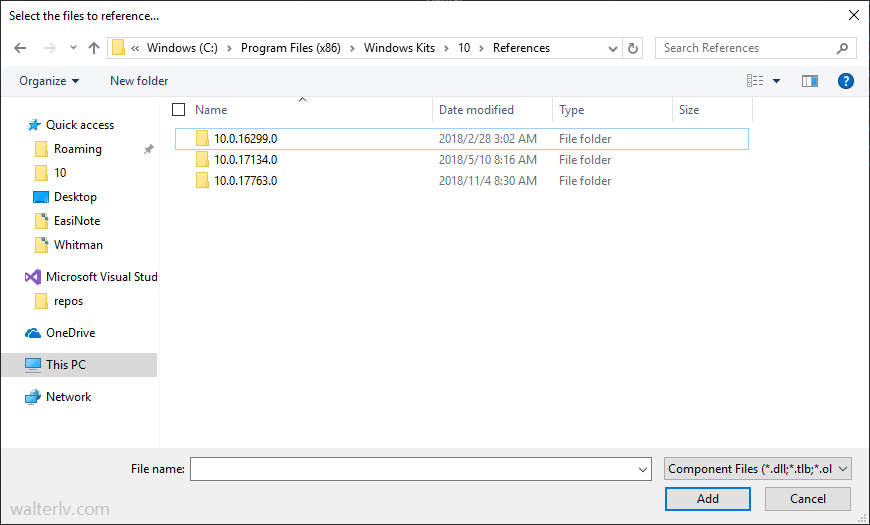 Select the files to reference...
« Windows (C:) > Program Files (x86) > Windows Kits > 10 > References
Search References
Organize New folder
Name Date modified Type Size
Quick access
Roaming
10
Desktop
EasiNote
Whitman
Microsoft Visual Stud
repos
OneDrive
This PC
Network
10.0.16299.0 2018/2/28 3:02 AM File folder
10.0.17134.0 2018/5/10 8:16 AM File folder
10.0.17763.0 2018/11/4 8:30 AM File folder
File name:
Component Files (*.dll;*.tlb;*.ol
Add Cancel
walterlv.com